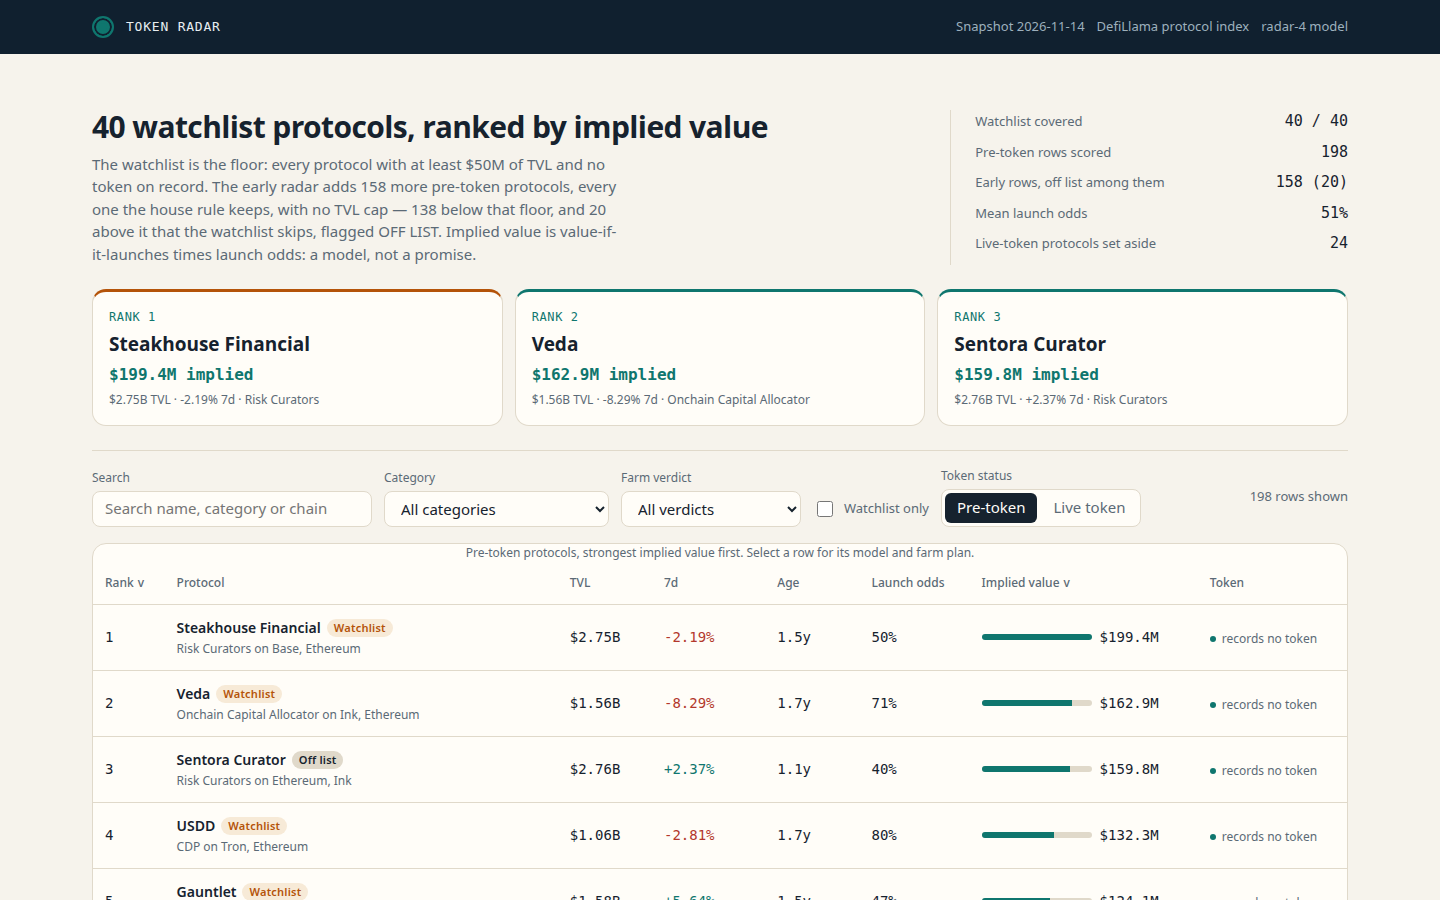 TOKEN RADAR
Snapshot 2026-11-14 DefiLlama protocol index radar-4 model
40 watchlist protocols, ranked by implied value
The watchlist is the floor: every protocol with at least $50M of TVL and no
token on record. The early radar adds 158 more pre-token protocols, every
one the house rule keeps, with no TVL cap — 138 below that floor, and 20
above it that the watchlist skips, flagged OFF LIST. Implied value is value-if-
it-launches times launch odds: a model, not a promise.
Watchlist covered 40 / 40
Pre-token rows scored 198
Early rows, off list among them 158 (20)
Mean launch odds 51%
Live-token protocols set aside 24
RANK 1
Steakhouse Financial
$199.4M implied
$2.75B TVL · -2.19% 7d · Risk Curators
RANK 2
Veda
$162.9M implied
$1.56B TVL · -8.29% 7d · Onchain Capital Allocator
RANK 3
Sentora Curator
$159.8M implied
$2.76B TVL · +2.37% 7d · Risk Curators
Search
Search name, category or chain
Category
All categories
Farm verdict
All verdicts
Watchlist only
Token status
Pre-token Live token
198 rows shown
Pre-token protocols, strongest implied value first. Select a row for its model and farm plan.
Rank v Protocol TVL 7d Age Launch odds Implied value v Token
1 Steakhouse Financial Watchlist $2.75B -2.19% 1.5y 50% $199.4M records no token
Risk Curators on Base, Ethereum
2 Veda Watchlist $1.56B -8.29% 1.7y 71% $162.9M records no token
Onchain Capital Allocator on Ink, Ethereum
3 Sentora Curator Off list $2.76B +2.37% 1.1y 40% $159.8M records no token
Risk Curators on Ethereum, Ink
4 USDD Watchlist $1.06B -2.81% 1.7y 80% $132.3M records no token
CDP on Tron, Ethereum
Gauntlet Watchlist